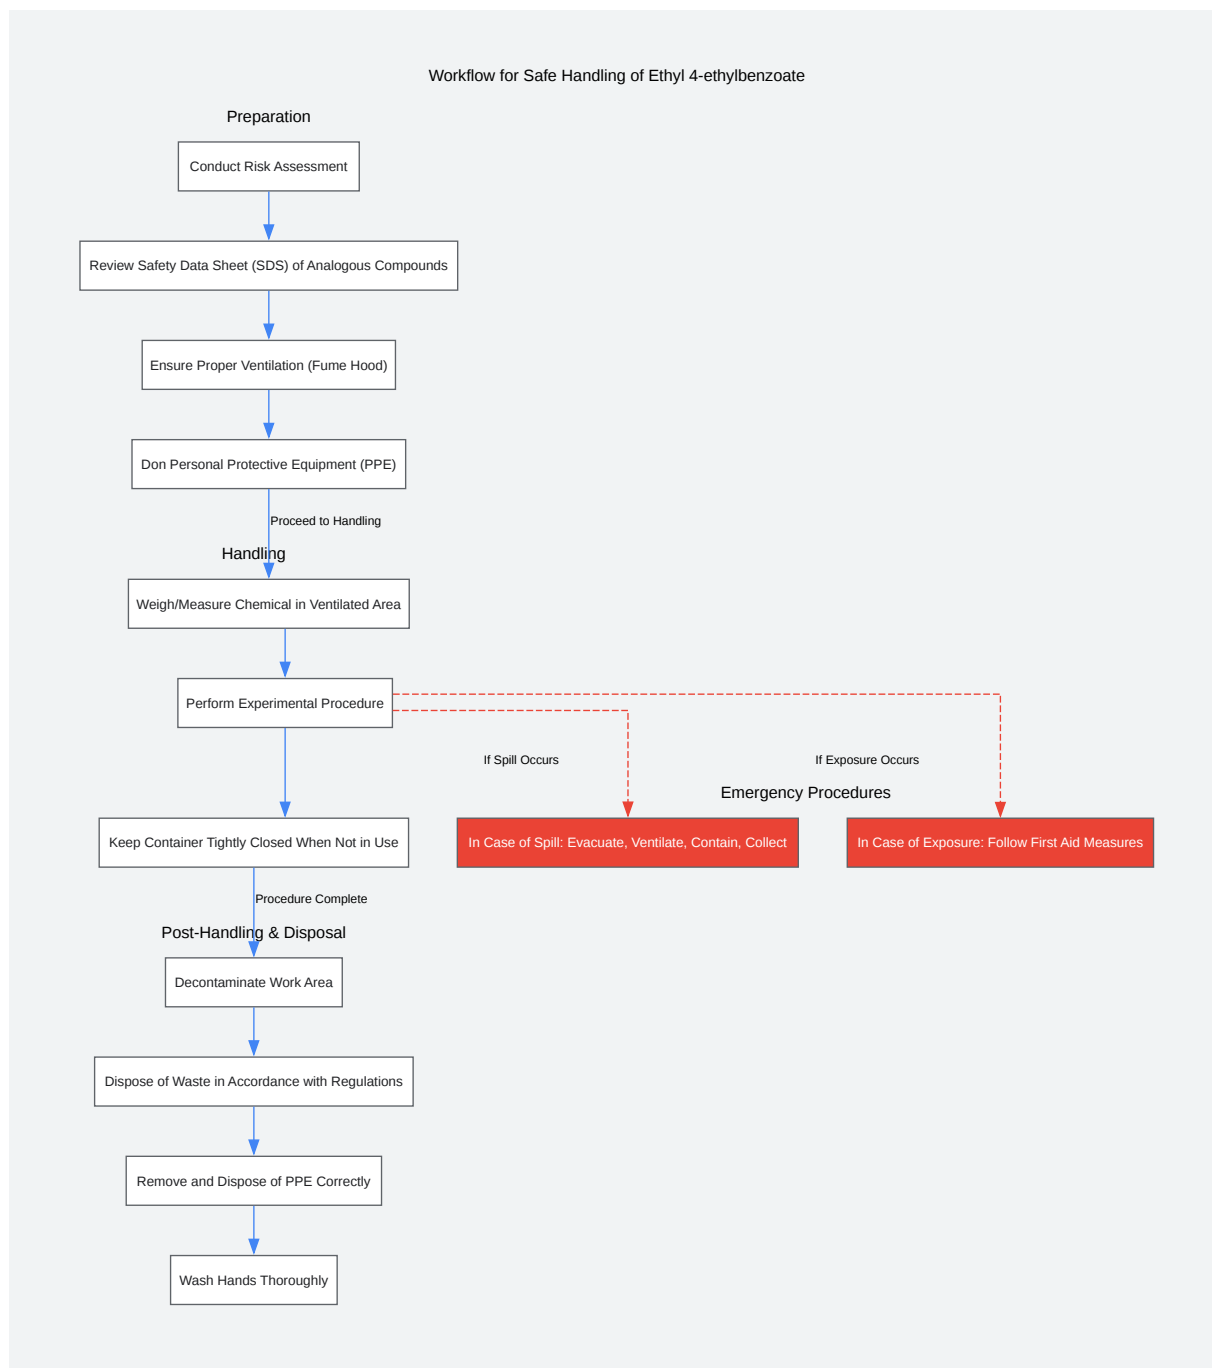 Workflow for Safe Handling of Ethyl 4-ethylbenzoate
Preparation
Conduct Risk Assessment
Review Safety Data Sheet (SDS) of Analogous Compounds
Ensure Proper Ventilation (Fume Hood)
Don Personal Protective Equipment (PPE)
Proceed to Handling
Handling
Weigh/Measure Chemical in Ventilated Area
Perform Experimental Procedure
If Spill Occurs
If Exposure Occurs
Emergency Procedures
Keep Container Tightly Closed When Not in Use
In Case of Spill: Evacuate, Ventilate, Contain, Collect
In Case of Exposure: Follow First Aid Measures
Procedure Complete
Post-Handling & Disposal
Decontaminate Work Area
Dispose of Waste in Accordance with Regulations
Remove and Dispose of PPE Correctly
Wash Hands Thoroughly